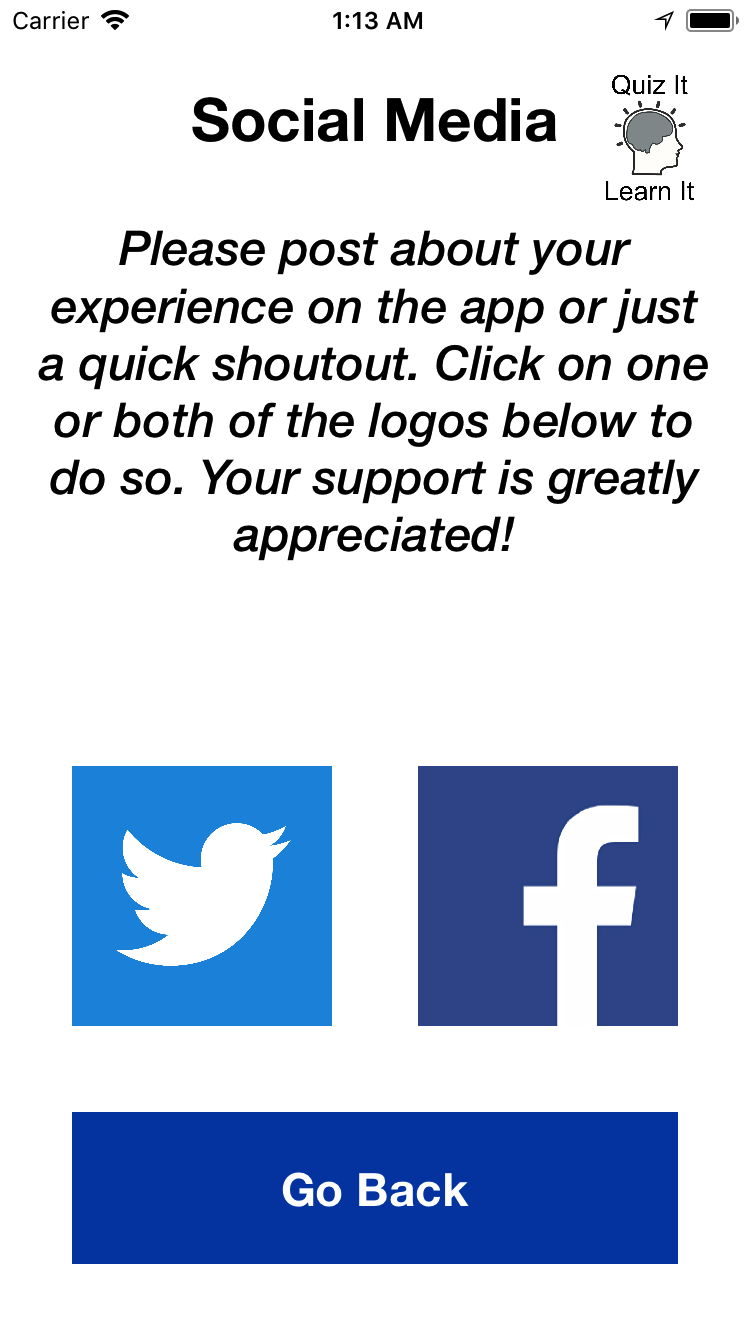 Carrier 1:13 AM
Quiz It
Social Media
Learn It
Please post about your
experience on the app or just
a quick shoutout. Click on one
or both of the logos below to
do so. Your support is greatly
appreciated!
f
Go Back